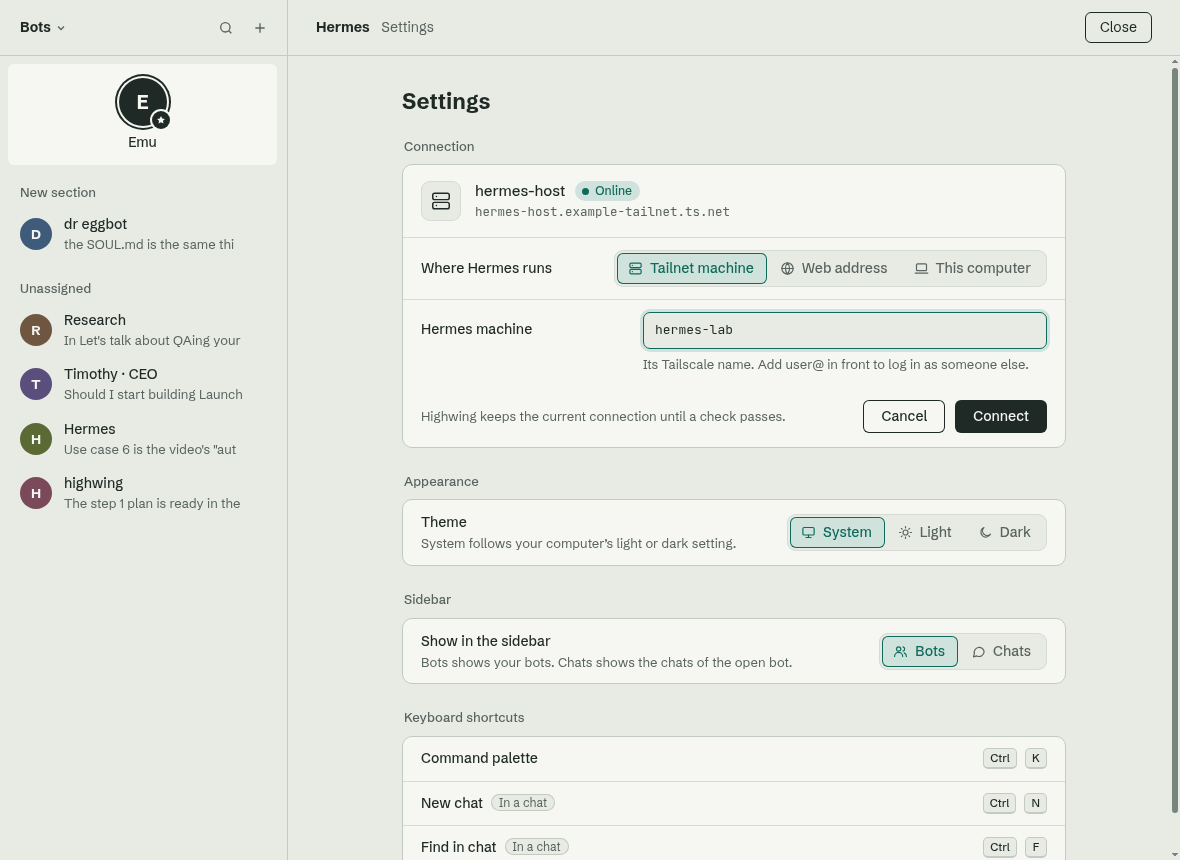 Bots
Hermes Settings
Close
E
Emu
New section
D
dr eggbot
the SOUL.md is the same thi
Unassigned
R
Research
In Let's talk about QAing your
T
Timothy · CEO
Should I start building Launch
H
Hermes
Use case 6 is the video's "aut
H
highwing
The step 1 plan is ready in the
Settings
Connection
hermes-host Online
hermes-host.example-tailnet.ts.net
Where Hermes runs Tailnet machine Web address This computer
Hermes machine hermes-lab
Its Tailscale name. Add user@ in front to log in as someone else.
Highwing keeps the current connection until a check passes. Cancel Connect
Appearance
Theme
System follows your computer's light or dark setting.
System Light Dark
Sidebar
Show in the sidebar
Bots shows your bots. Chats shows the chats of the open bot.
Bots Chats
Keyboard shortcuts
Command palette Ctrl K
New chat In a chat Ctrl N
Find in chat In a chat Ctrl F